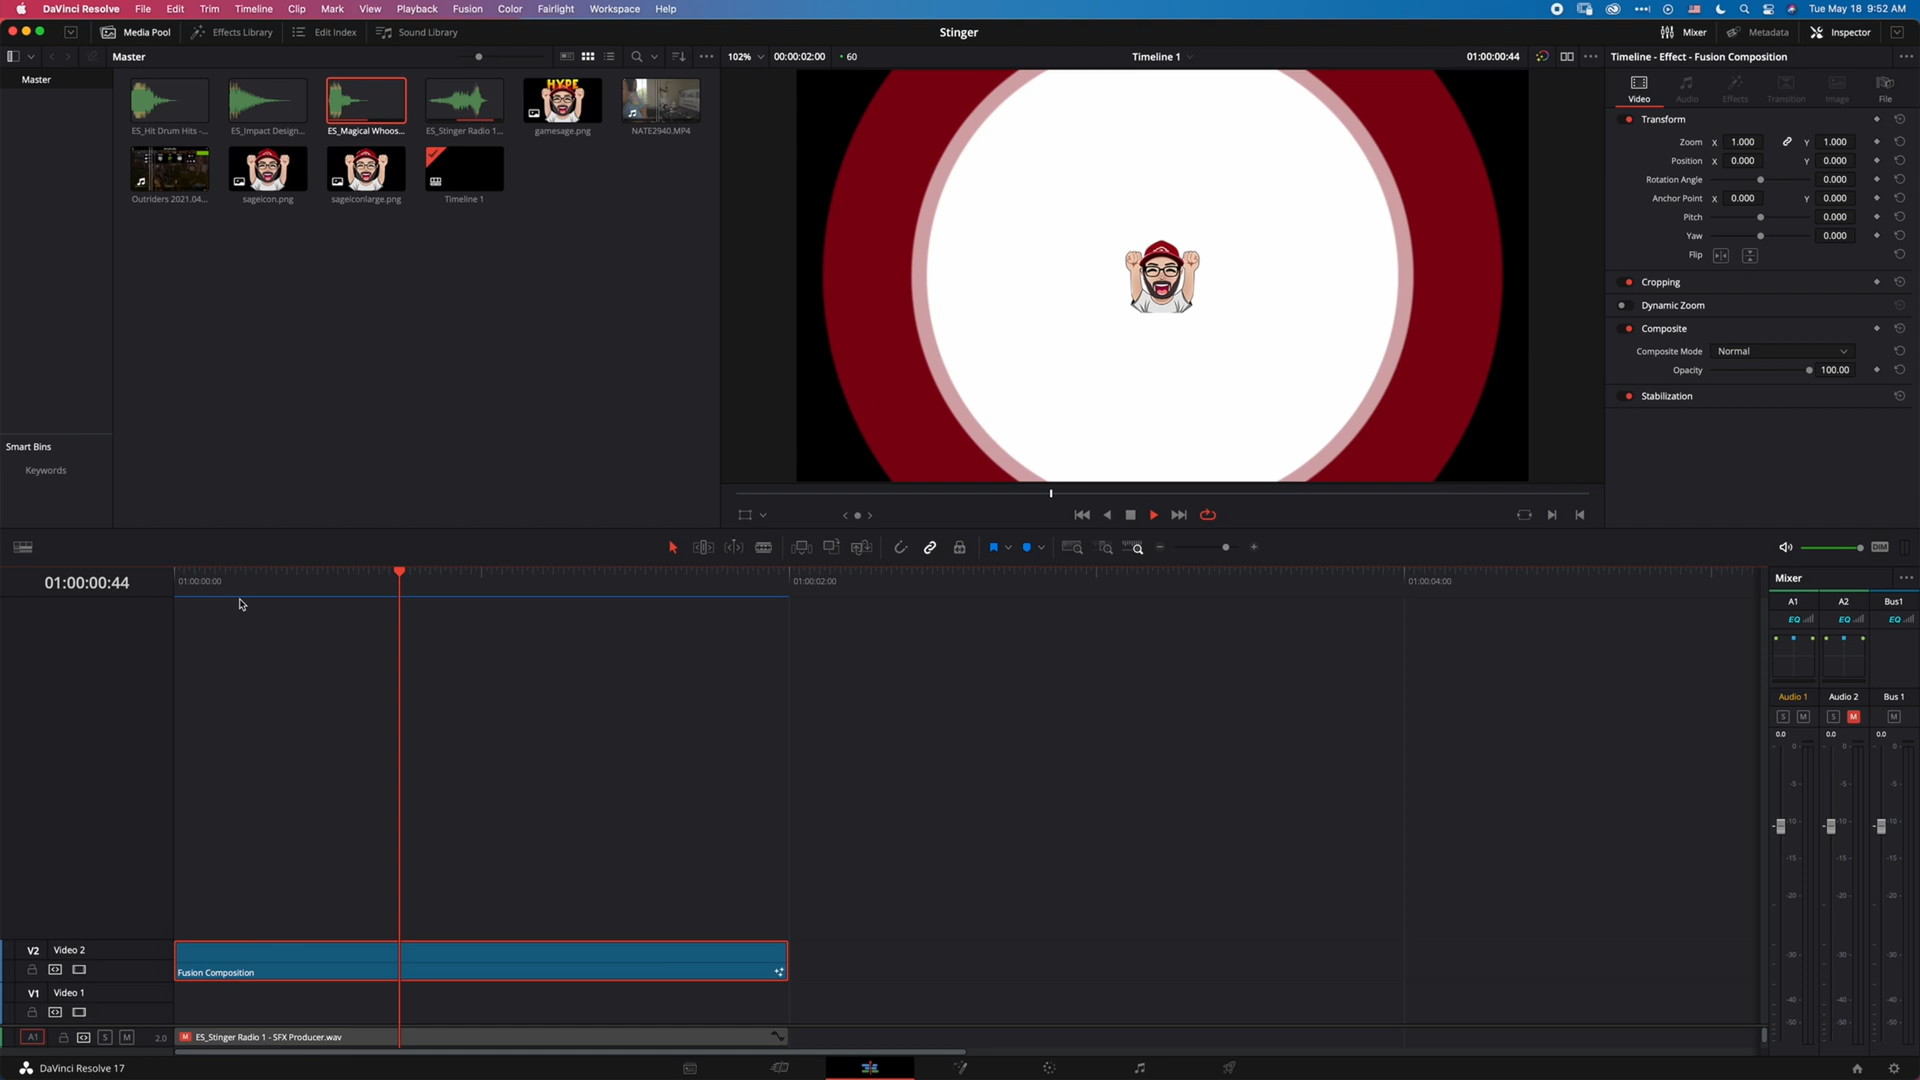 DaVinci Resolve File Edit Trim Timeline Clip Mark View Playback Fusion Color Fairlight Workspace Help Tue May 18 9:52 AM
Media Pool Effects Library Edit Index Sound Library Stinger Mixer Metadata Inspector
Master 102% 00:00:02:00 60 Timeline 1 01:00:00:44 Timeline - Effect - Fusion Composition
Master
Video Audio Effects Transition Image File
ES_Hit Drum Hits -... ES_Impact Design... ES_Magical Whoos... ES_Stinger Radio 1... gamesage.png NATE2940.MP4
HYPE
Outriders 2021.04... sageicon.png sageiconlarge.png Timeline 1
Transform
Zoom X 1.000 Y 1.000
Position X 0.000 Y 0.000
Rotation Angle 0.000
Anchor Point X 0.000 Y 0.000
Pitch 0.000
Yaw 0.000
Flip
Cropping
Dynamic Zoom
Composite
Composite Mode Normal
Opacity 100.00
Stabilization
Smart Bins
Keywords
DIM
01:00:00:44 01:00:00:00 01:00:02:00 01:00:04:00
Mixer
A1 A2 Bus1
EQ EQ EQ
Audio 1 Audio 2 Bus 1
S M S M M
0.0 0.0 0.0
0 0 0
-5 -5 -5
-10 -10 -10
-15 -15 -15
-20 -20 -20
-30 -30 -30
-40 -40 -40
-50 -50 -50
V2 Video 2
Fusion Composition
V1 Video 1
A1 S M 2.0 M ES_Stinger Radio 1 - SFX Producer.wav
DaVinci Resolve 17